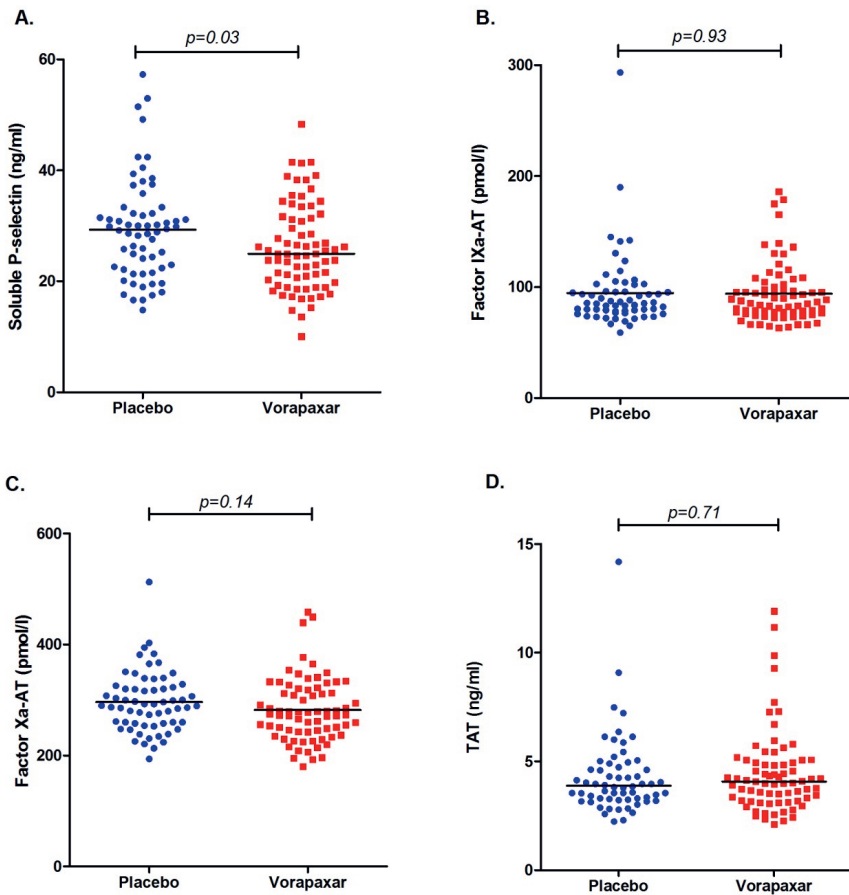 A.
p=0.03
Soluble P-selectin (ng/ml)
60
40
20
0
Placebo
Vorapaxar
B.
p=0.93
Factor IXa-AT (pmol/l)
300
200
100
0
Placebo
Vorapaxar
C.
p=0.14
Factor Xa-AT (pmol/l)
600
400
200
0
Placebo
Vorapaxar
D.
p=0.71
TAT (ng/ml)
15
10
5
0
Placebo
Vorapaxar